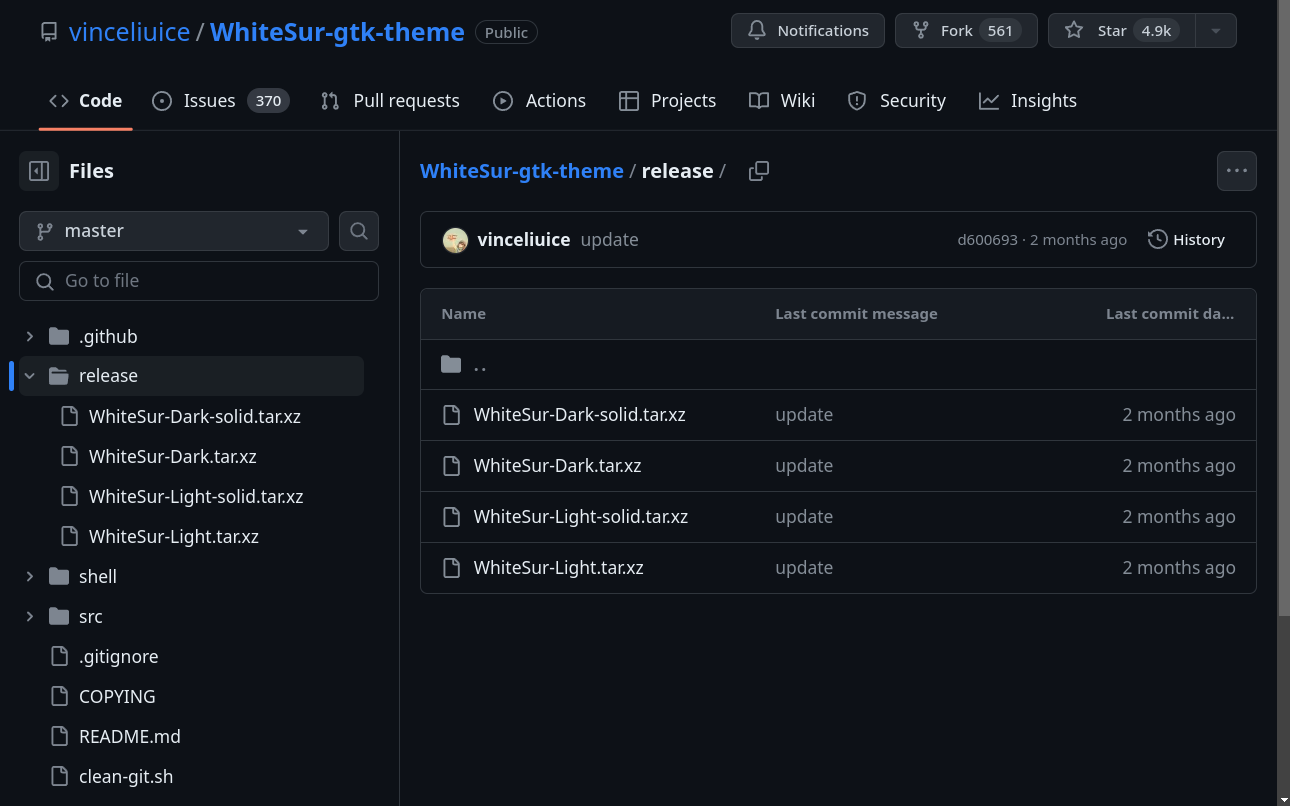 vinceliuice / WhiteSur-gtk-theme Public Notifications Fork 561 Star 4.9k
Code Issues 370 Pull requests Actions Projects Wiki Security Insights
Files
master
Go to file
.github
release
WhiteSur-Dark-solid.tar.xz
WhiteSur-Dark.tar.xz
WhiteSur-Light-solid.tar.xz
WhiteSur-Light.tar.xz
shell
src
.gitignore
COPYING
README.md
clean-git.sh
WhiteSur-gtk-theme / release /
vinceliuice update d600693 · 2 months ago History
Name Last commit message Last commit da...
..
WhiteSur-Dark-solid.tar.xz update 2 months ago
WhiteSur-Dark.tar.xz update 2 months ago
WhiteSur-Light-solid.tar.xz update 2 months ago
WhiteSur-Light.tar.xz update 2 months ago